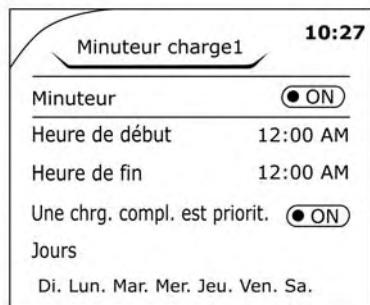 10:27
Minuteur charge1
Minuteur ON
Heure de début 12:00 AM
Heure de fin 12:00 AM
Une chrg. compl. est priorit. ON
Jours
Di. Lun. Mar. Mer. Jeu. Ven. Sa.